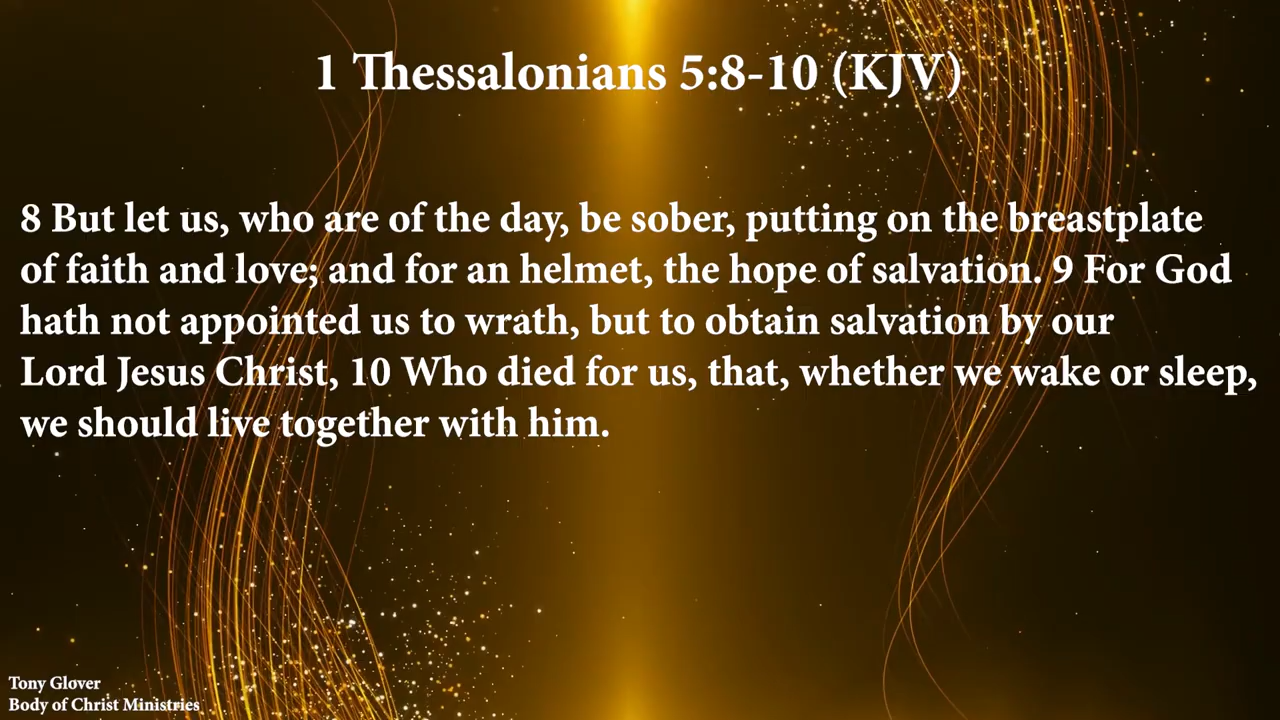 1 Thessalonians 5:8-10 (KJV)
8 But let us, who are of the day, be sober, putting on the breastplate
of faith and love; and for an helmet, the hope of salvation. 9 For God
hath not appointed us to wrath, but to obtain salvation by our
Lord Jesus Christ, 10 Who died for us, that, whether we wake or sleep,
we should live together with him.
Tony Glover
Body of Christ Ministries